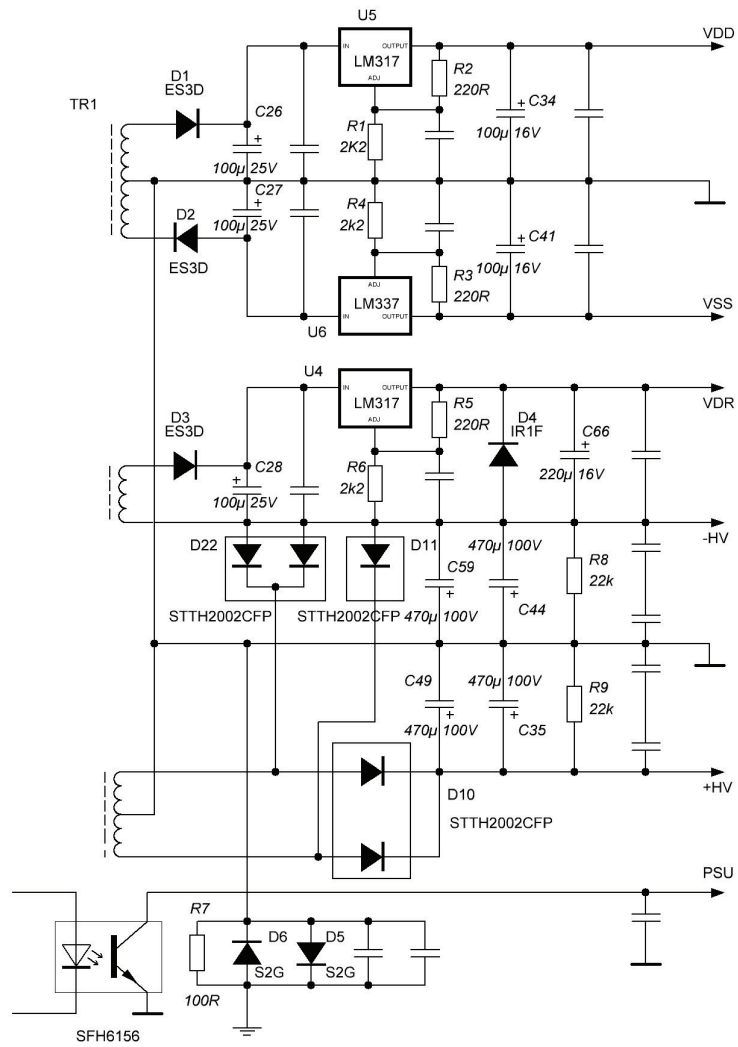 U5
VDD
IN
OUTPUT
LM317
ADJ
D1
ES3D
R2
220R
TR1
C26
+
100µ 25V
R1
2K2
+
C34
100µ 16V
C27
+
100µ 25V
R4
2k2
D2
ES3D
+
C41
100µ 16V
R3
220R
ADJ
LM337
IN
OUTPUT
U6
VSS
U4
IN
OUTPUT
LM317
ADJ
VDR
D3
ES3D
R5
220R
D4
IR1F
C66
+
220µ 16V
C28
+
100µ 25V
R6
2k2
-HV
D22
D11
470µ 100V
C59
R8
22k
+
+
C44
STTH2002CFP
STTH2002CFP
470µ 100V
C49
470µ 100V
R9
22k
+
+
C35
470µ 100V
+HV
D10
STTH2002CFP
PSU
R7
D6
D5
S2G
S2G
100R
SFH6156